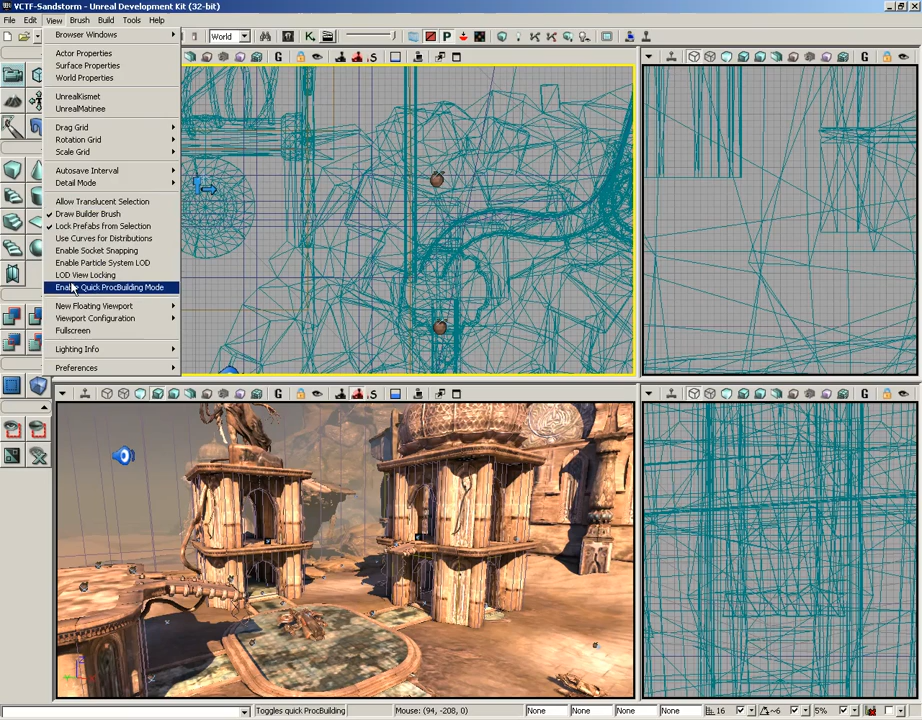 VCTF-Sandstorm - Unreal Development Kit (32-bit)
File Edit View Brush Build Tools Help
World
Browser Windows
Actor Properties
Surface Properties
World Properties
UnrealKismet
UnrealMatinee
Drag Grid
Rotation Grid
Scale Grid
Autosave Interval
Detail Mode
Allow Translucent Selection
Draw Builder Brush
Lock Prefabs from Selection
Use Curves for Distributions
Enable Socket Snapping
Enable Particle System LOD
LOD View Locking
Enable Quick ProcBuilding Mode
New Floating Viewport
Viewport Configuration
Fullscreen
Lighting Info
Preferences
G S
G S
G S
G S
Toggles quick ProcBuilding
Mouse: (94, -208, 0)
None None None None 16 ~6 5%